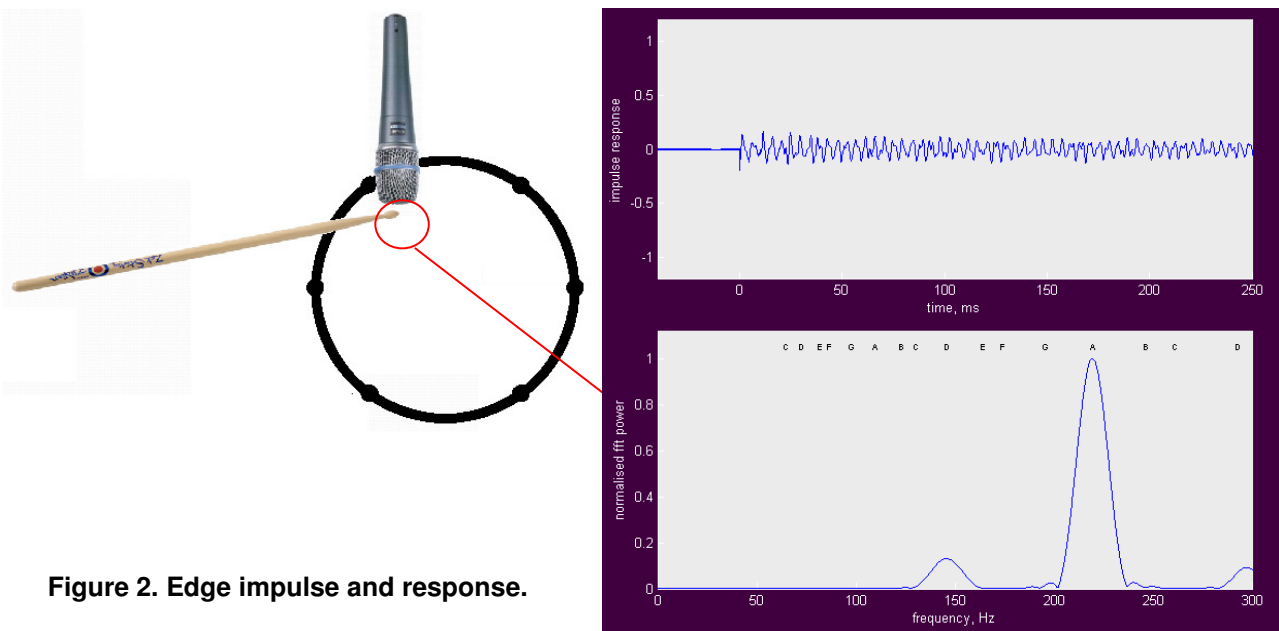 1
0.5
0
-0.5
-1
impulse response
0 50 100 150 200 250
time, ms
C D E F G A B C D E F G A B C D
1
0.8
0.6
0.4
0.2
0
normalised fft power
0 50 100 150 200 250 300
frequency, Hz
Figure 2. Edge impulse and response.